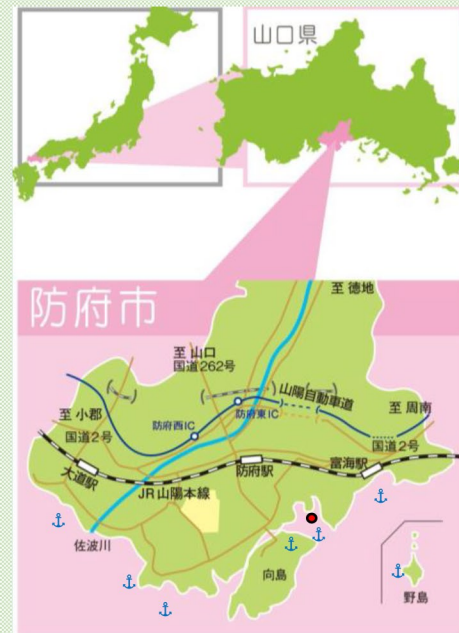 山口県
防府市
至 徳地
至 山口
国道262号
山陽自動車道
至 小郡
国道2号
防府西IC
防府東IC
至 周南
国道2号
大道駅
防府駅
富海駅
JR山陽本線
佐波川
向島
野島